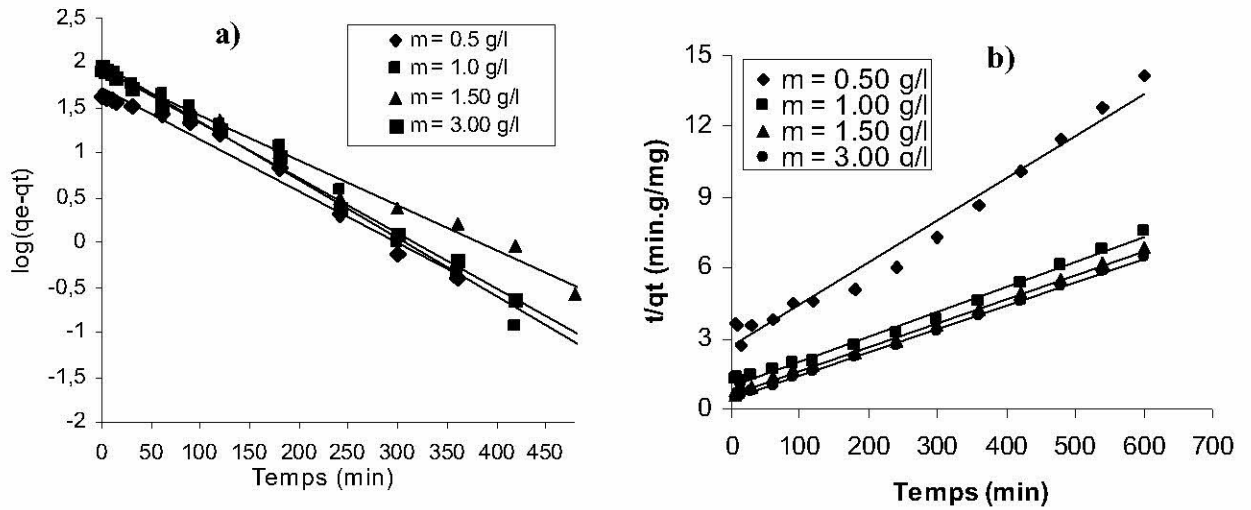 a)
log(qe-qt)
2,5
2
1,5
1
0,5
0
-0,5
-1
-1,5
-2
0 50 100 150 200 250 300 350 400 450
Temps (min)
m= 0.5 g/l
m= 1.0 g/l
m= 1.50 g/l
m= 3.00 g/l
b)
t/qt (min.g/mg)
15
12
9
6
3
0
0 100 200 300 400 500 600 700
Temps (min)
m = 0.50 g/l
m = 1.00 g/l
m = 1.50 g/l
m = 3.00 g/l